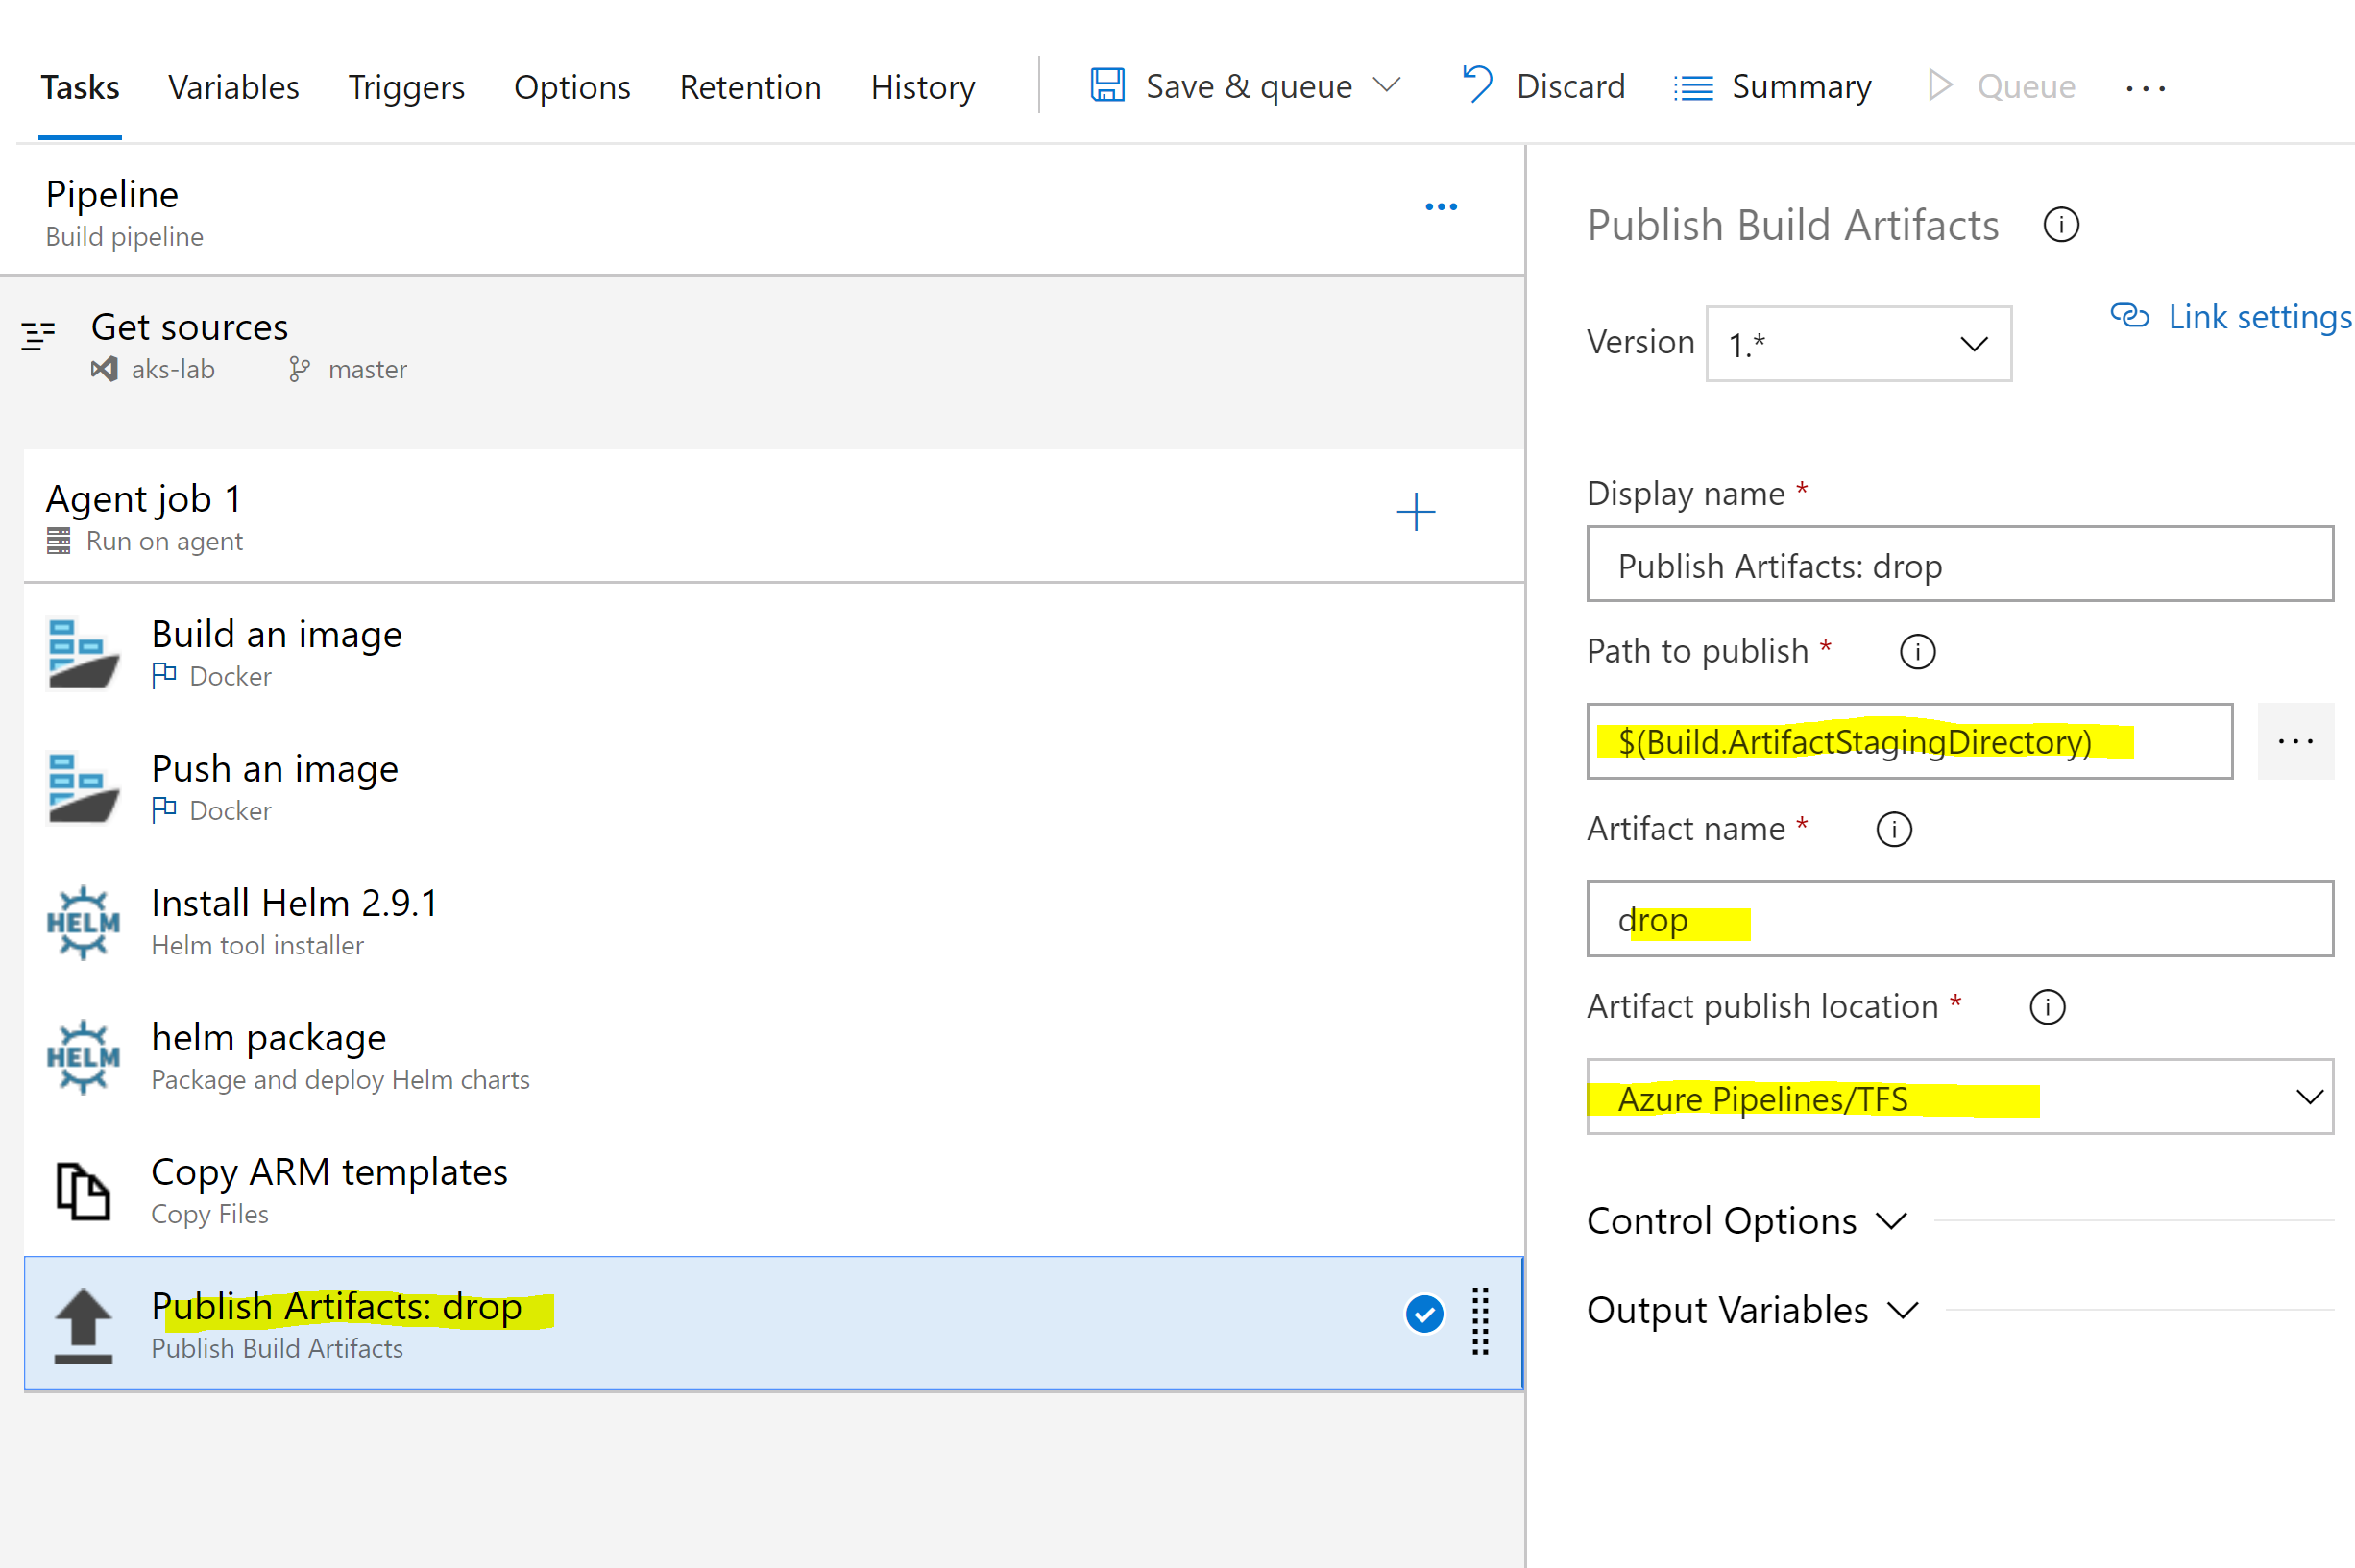 Tasks Variables Triggers Options Retention History Save & queue Discard Summary Queue ...
Pipeline
Build pipeline
Get sources
aks-lab master
Agent job 1
Run on agent
Build an image
Docker
Push an image
Docker
HELM
Install Helm 2.9.1
Helm tool installer
HELM
helm package
Package and deploy Helm charts
Copy ARM templates
Copy Files
Publish Artifacts: drop
Publish Build Artifacts
Publish Build Artifacts
Version 1.*
Link settings
Display name *
Publish Artifacts: drop
Path to publish *
$(Build.ArtifactStagingDirectory)
Artifact name *
drop
Artifact publish location *
Azure Pipelines/TFS
Control Options
Output Variables